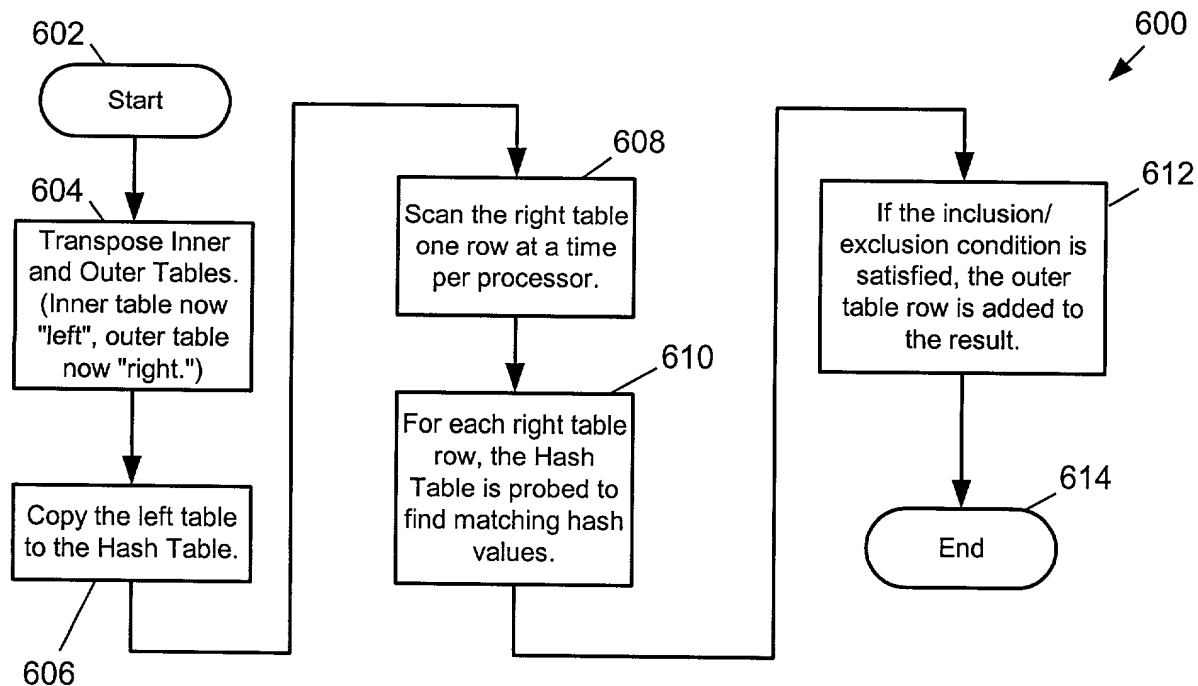 600
602
Start
604
Transpose Inner
and Outer Tables.
(Inner table now
"left", outer table
now "right.")
Copy the left table
to the Hash Table.
606
608
Scan the right table
one row at a time
per processor.
610
For each right table
row, the Hash
Table is probed to
find matching hash
values.
612
If the inclusion/
exclusion condition is
satisfied, the outer
table row is added to
the result.
614
End